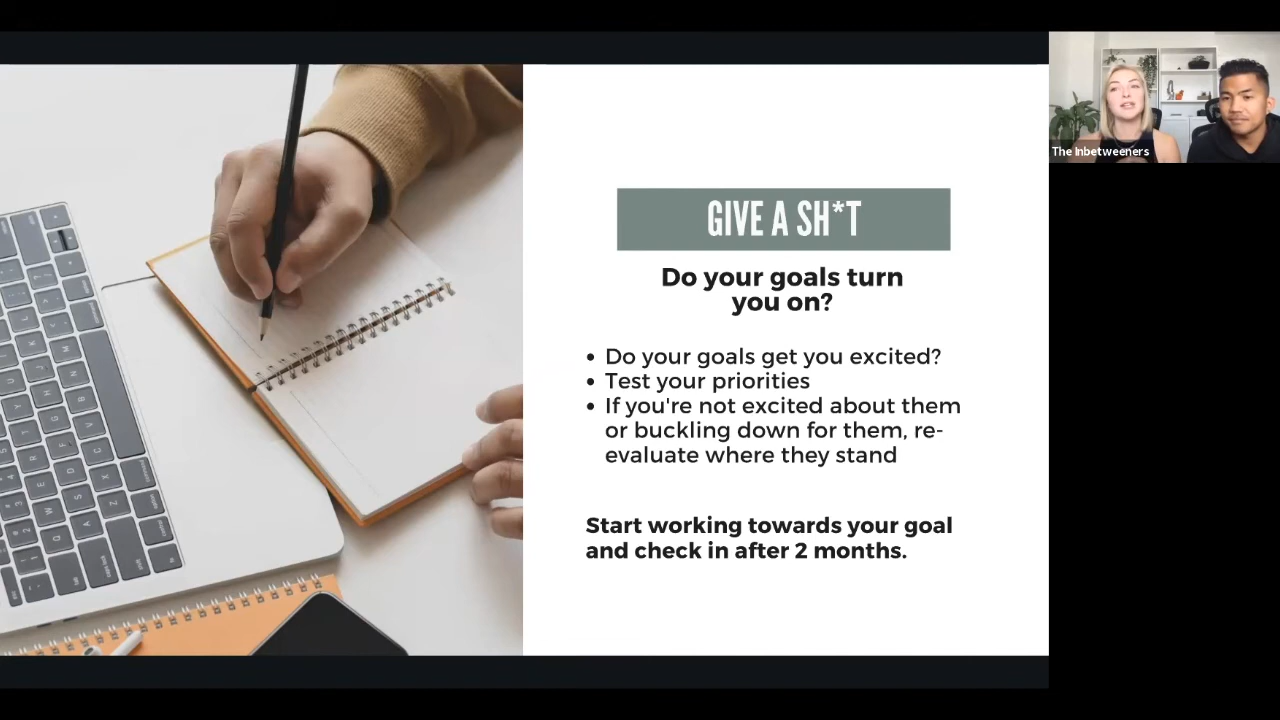 The Inbetweeners
GIVE A SH*T
Do your goals turn
you on?
• Do your goals get you excited?
• Test your priorities
• If you're not excited about them
or buckling down for them, re-
evaluate where they stand
Start working towards your goal
and check in after 2 months.